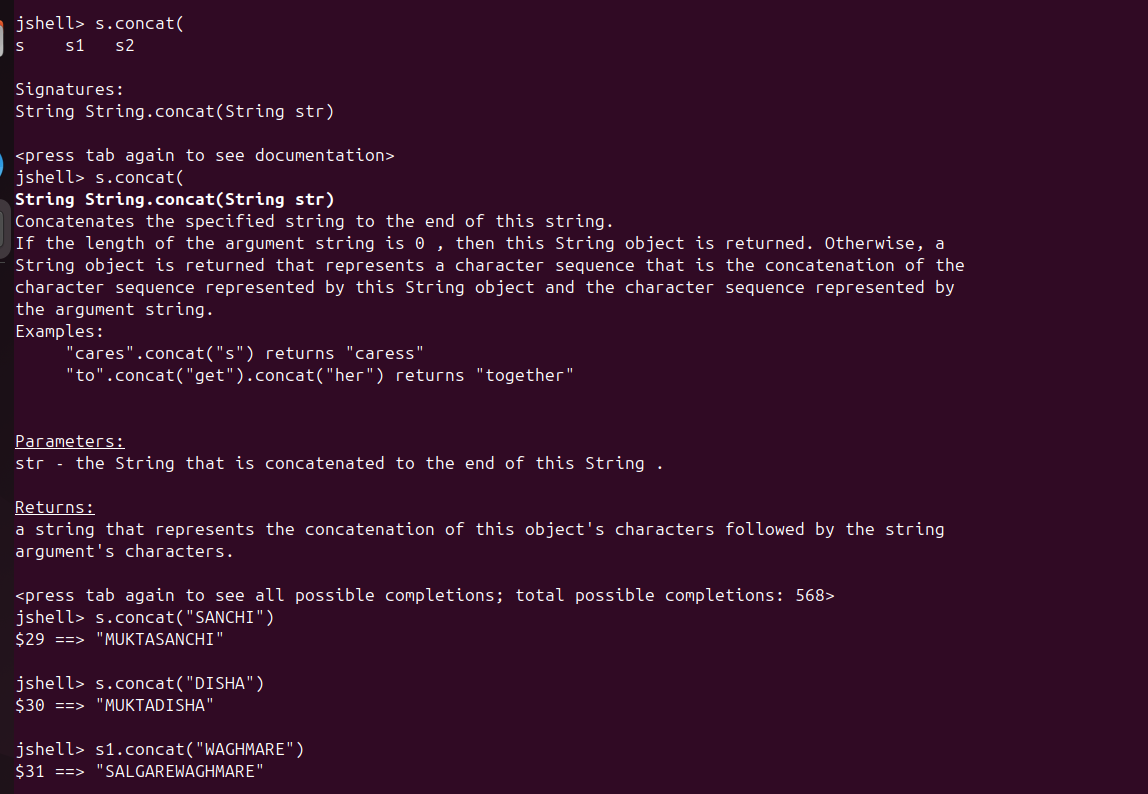 jshell> s.concat(
s    s1   s2
Signatures:
String String.concat(String str)
<press tab again to see documentation>
jshell> s.concat(
String String.concat(String str)
Concatenates the specified string to the end of this string.
If the length of the argument string is 0 , then this String object is returned. Otherwise, a
String object is returned that represents a character sequence that is the concatenation of the
character sequence represented by this String object and the character sequence represented by
the argument string.
Examples:
     "cares".concat("s") returns "caress"
     "to".concat("get").concat("her") returns "together"
Parameters:
str - the String that is concatenated to the end of this String .
Returns:
a string that represents the concatenation of this object's characters followed by the string
argument's characters.
<press tab again to see all possible completions; total possible completions: 568>
jshell> s.concat("SANCHI")
$29 ==> "MUKTASANCHI"
jshell> s.concat("DISHA")
$30 ==> "MUKTADISHA"
jshell> s1.concat("WAGHMARE")
$31 ==> "SALGAREWAGHMARE"